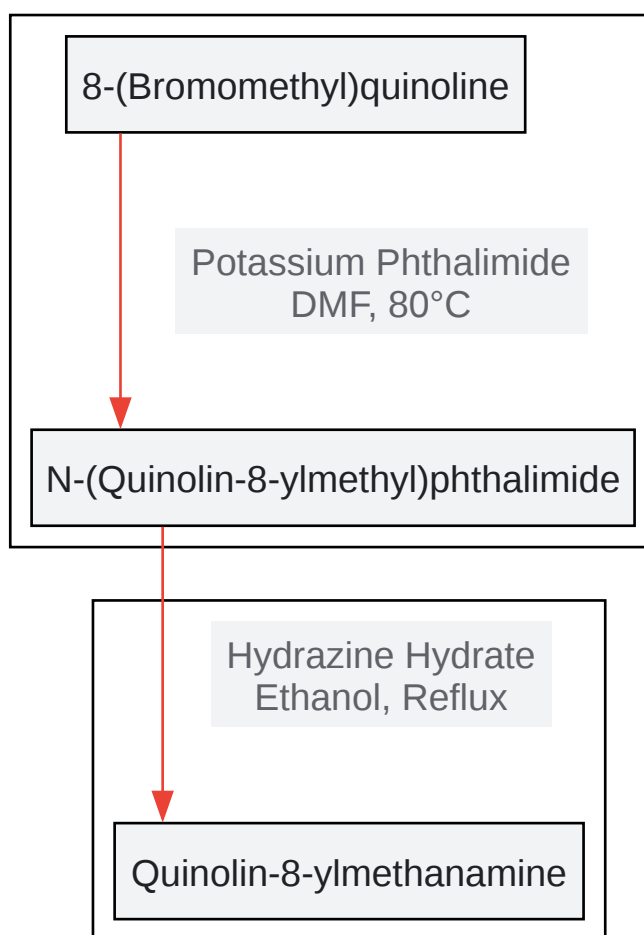 8-(Bromomethyl)quinoline
Potassium Phthalimide
DMF, 80°C
N-(Quinolin-8-ylmethyl)phthalimide
Hydrazine Hydrate
Ethanol, Reflux
Quinolin-8-ylmethanamine